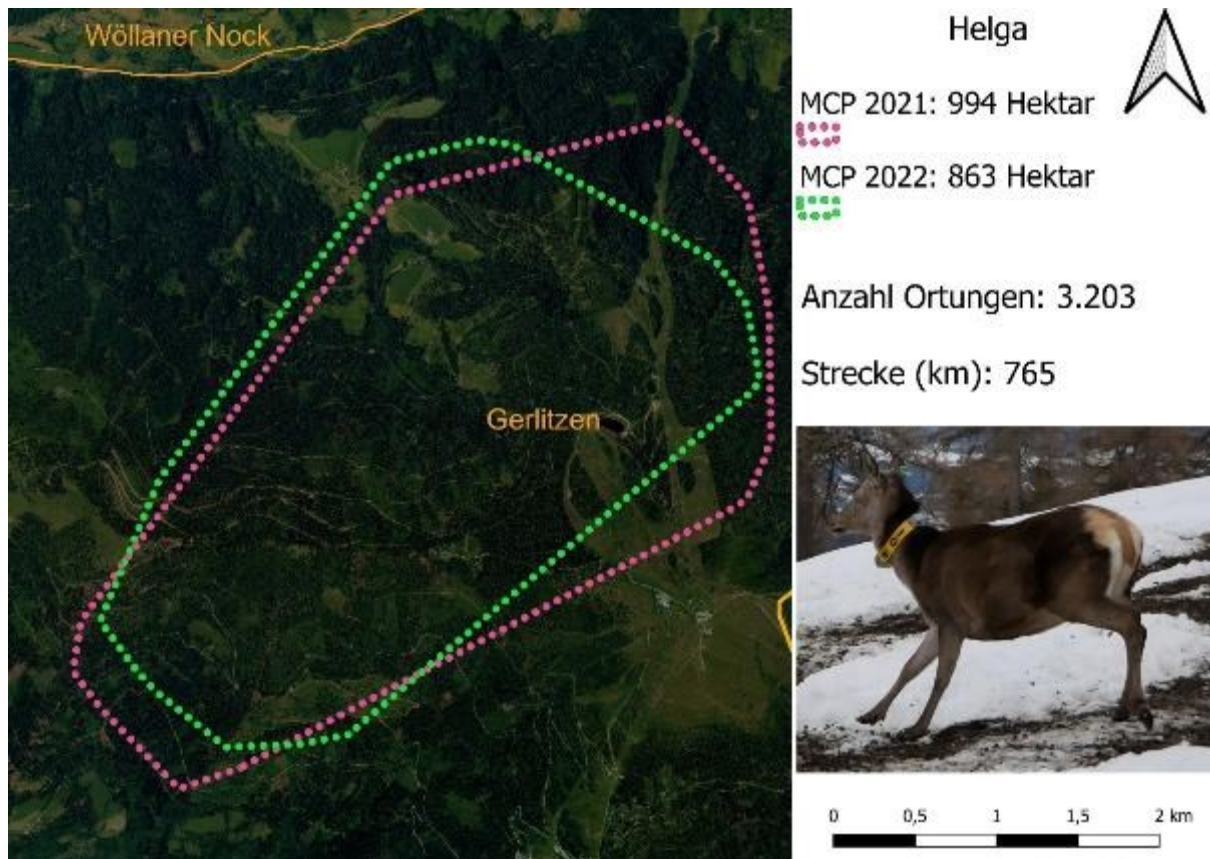 Wöllaner Nock
Gerlitzen
Helga
MCP 2021: 994 Hektar
MCP 2022: 863 Hektar
Anzahl Ortungen: 3.203
Strecke (km): 765
0 0,5 1 1,5 2 km